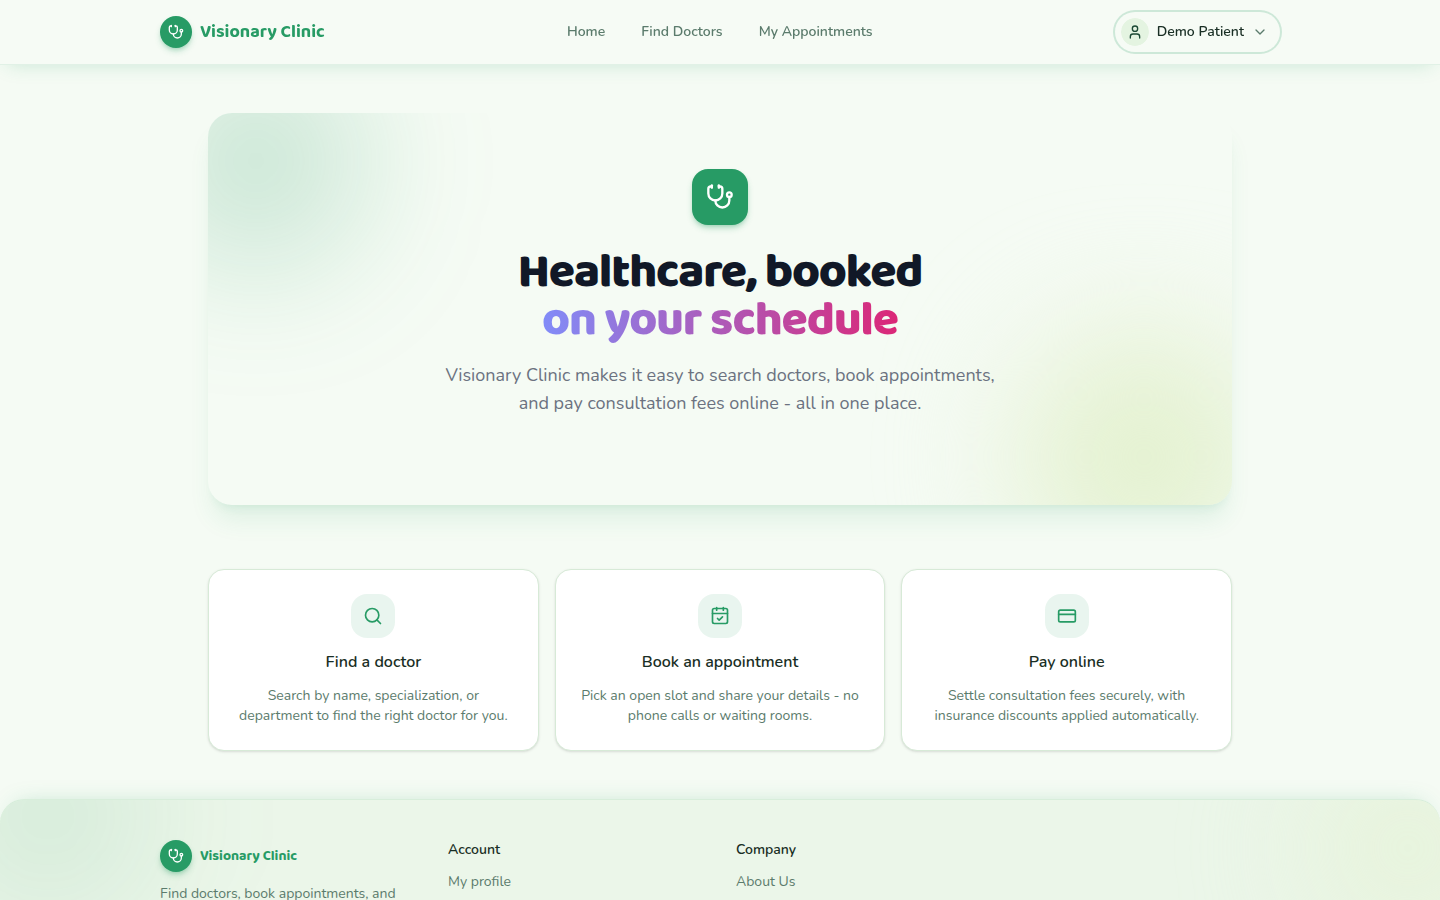 Visionary Clinic
Home
Find Doctors
My Appointments
Demo Patient
Healthcare, booked
on your schedule
Visionary Clinic makes it easy to search doctors, book appointments,
and pay consultation fees online - all in one place.
Find a doctor
Search by name, specialization, or
department to find the right doctor for you.
Book an appointment
Pick an open slot and share your details - no
phone calls or waiting rooms.
Pay online
Settle consultation fees securely, with
insurance discounts applied automatically.
Visionary Clinic
Find doctors, book appointments, and
Account
My profile
Company
About Us